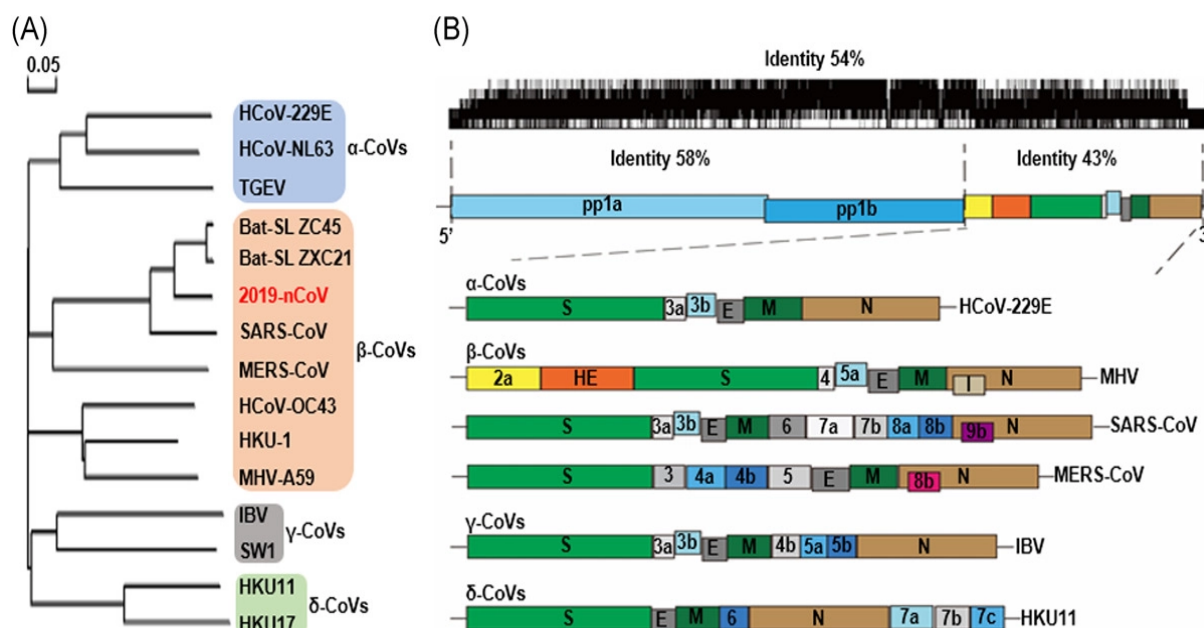 (A)
0.05
HCoV-229E
HCoV-NL63
TGEV
α-CoVs
Bat-SL ZC45
Bat-SL ZXC21
2019-nCoV
SARS-CoV
MERS-CoV
HCoV-OC43
HKU-1
MHV-A59
β-CoVs
IBV
SW1
γ-CoVs
HKU11
HKU17
δ-CoVs
(B)
Identity 54%
Identity 58% Identity 43%
pp1a pp1b
5'
α-CoVs
S 3a 3b E M N HCoV-229E
β-CoVs
2a HE S 4 5a E M I N MHV
S 3a 3b E M 6 7a 7b 8a 8b 9b N SARS-CoV
S 3 4a 4b 5 E M 8b N MERS-CoV
γ-CoVs
S 3a 3b E M 4b 5a 5b N IBV
δ-CoVs
S E M 6 N 7a 7b 7c HKU11